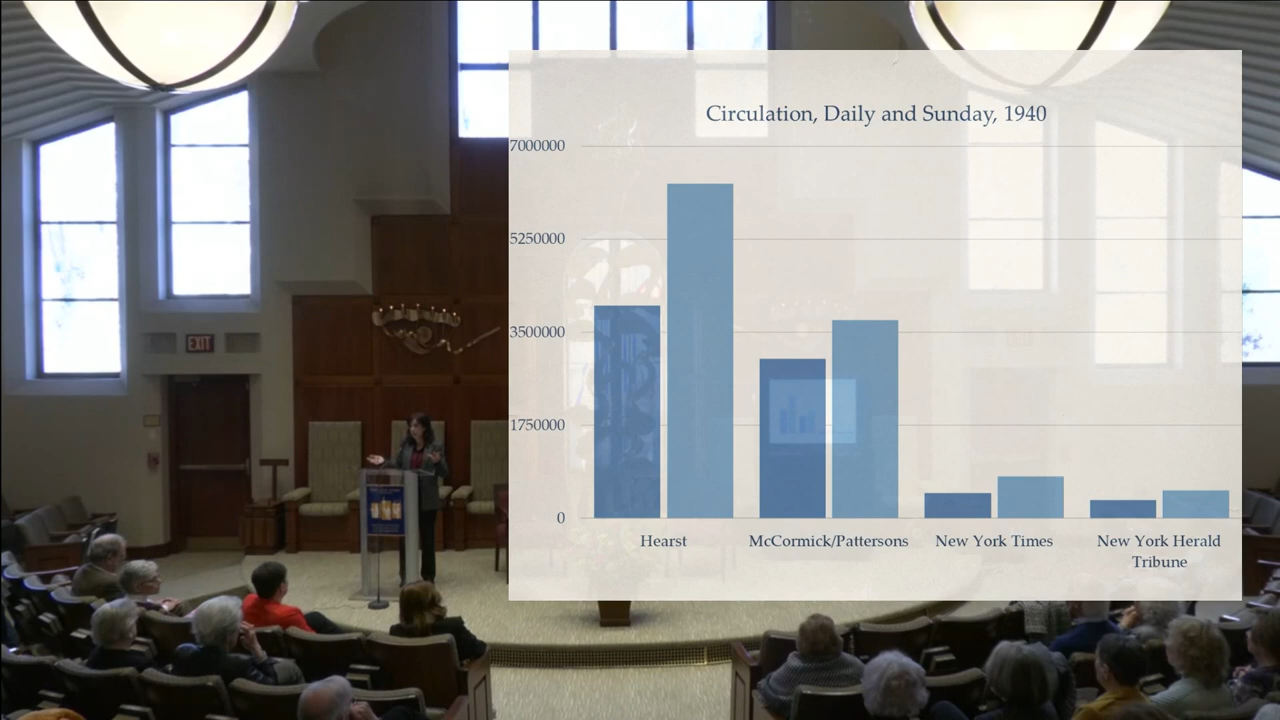 Circulation, Daily and Sunday, 1940
7000000
5250000
3500000
1750000
0
Hearst
McCormick/Pattersons
New York Times
New York Herald
Tribune
EXIT